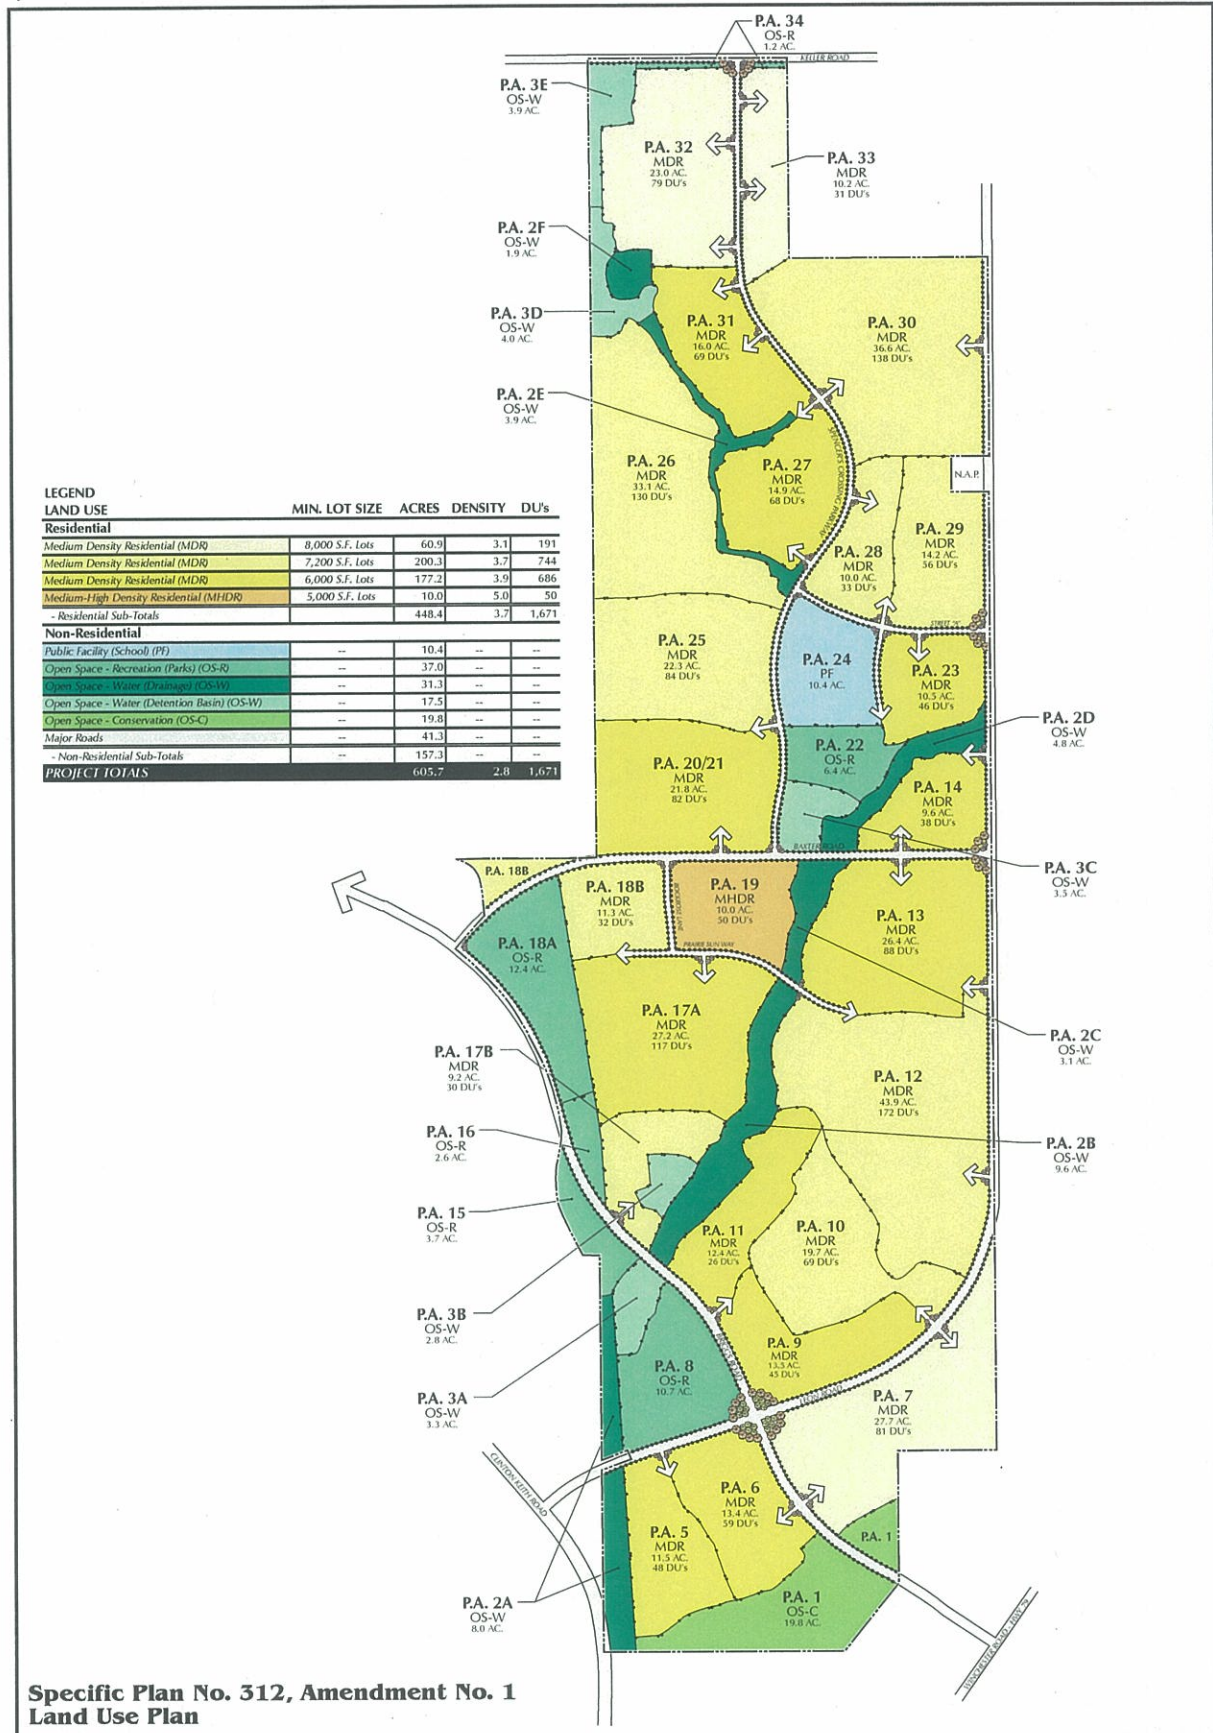 P.A. 34
OS-R
1.2 AC.
KELLER ROAD
P.A. 3E
OS-W
3.9 AC.
P.A. 32
MDR
23.0 AC.
79 DU's
P.A. 33
MDR
10.2 AC.
31 DU's
P.A. 2F
OS-W
1.9 AC.
P.A. 3D
OS-W
4.0 AC.
P.A. 31
MDR
16.0 AC.
69 DU's
P.A. 30
MDR
36.6 AC.
138 DU's
P.A. 2E
OS-W
3.9 AC.
SPENCER'S CROSSING PARKWAY
P.A. 26
MDR
33.1 AC.
130 DU's
P.A. 27
MDR
14.9 AC.
68 DU's
N.A.P.
P.A. 28
MDR
10.0 AC.
33 DU's
P.A. 29
MDR
14.2 AC.
56 DU's
LEGEND
LAND USE MIN. LOT SIZE ACRES DENSITY DU's
Residential
Medium Density Residential (MDR) 8,000 S.F. Lots 60.9 3.1 191
Medium Density Residential (MDR) 7,200 S.F. Lots 200.3 3.7 744
Medium Density Residential (MDR) 6,000 S.F. Lots 177.2 3.9 686
Medium-High Density Residential (MHDR) 5,000 S.F. Lots 10.0 5.0 50
- Residential Sub-Totals 448.4 3.7 1,671
Non-Residential
Public Facility (School) (PF) -- 10.4 -- --
Open Space - Recreation (Parks) (OS-R) -- 37.0 -- --
Open Space - Water (Drainage) (OS-W) -- 31.3 -- --
Open Space - Water (Detention Basin) (OS-W) -- 17.5 -- --
Open Space - Conservation (OS-C) -- 19.8 -- --
Major Roads -- 41.3 -- --
- Non-Residential Sub-Totals -- 157.3 -- --
PROJECT TOTALS 605.7 2.8 1,671
P.A. 25
MDR
22.3 AC.
84 DU's
P.A. 24
PF
10.4 AC.
P.A. 23
MDR
10.5 AC.
46 DU's
P.A. 2D
OS-W
4.8 AC.
P.A. 22
OS-R
6.4 AC.
P.A. 20/21
MDR
21.8 AC.
82 DU's
P.A. 14
MDR
9.6 AC.
38 DU's
BAXTER ROAD
P.A. 3C
OS-W
3.5 AC.
P.A. 18B
P.A. 18B
MDR
11.3 AC.
32 DU's
P.A. 19
MHDR
10.0 AC.
50 DU's
PRAIRIE SUN WAY
P.A. 13
MDR
26.4 AC.
88 DU's
P.A. 18A
OS-R
12.4 AC.
P.A. 17A
MDR
27.2 AC.
117 DU's
P.A. 2C
OS-W
3.1 AC.
P.A. 17B
MDR
9.2 AC.
30 DU's
P.A. 12
MDR
43.9 AC.
172 DU's
P.A. 16
OS-R
2.6 AC.
P.A. 2B
OS-W
9.6 AC.
P.A. 15
OS-R
3.7 AC.
P.A. 11
MDR
12.4 AC.
26 DU's
P.A. 10
MDR
19.7 AC.
69 DU's
P.A. 3B
OS-W
2.8 AC.
P.A. 9
MDR
13.5 AC.
45 DU's
P.A. 8
OS-R
10.7 AC.
LEON ROAD
P.A. 3A
OS-W
3.3 AC.
P.A. 7
MDR
27.7 AC.
81 DU's
CLINTON KEITH ROAD
P.A. 6
MDR
13.4 AC.
59 DU's
P.A. 5
MDR
11.5 AC.
48 DU's
P.A. 1
P.A. 1
OS-C
19.8 AC.
P.A. 2A
OS-W
8.0 AC.
WINCHESTER ROAD - HWY 79
Specific Plan No. 312, Amendment No. 1
Land Use Plan